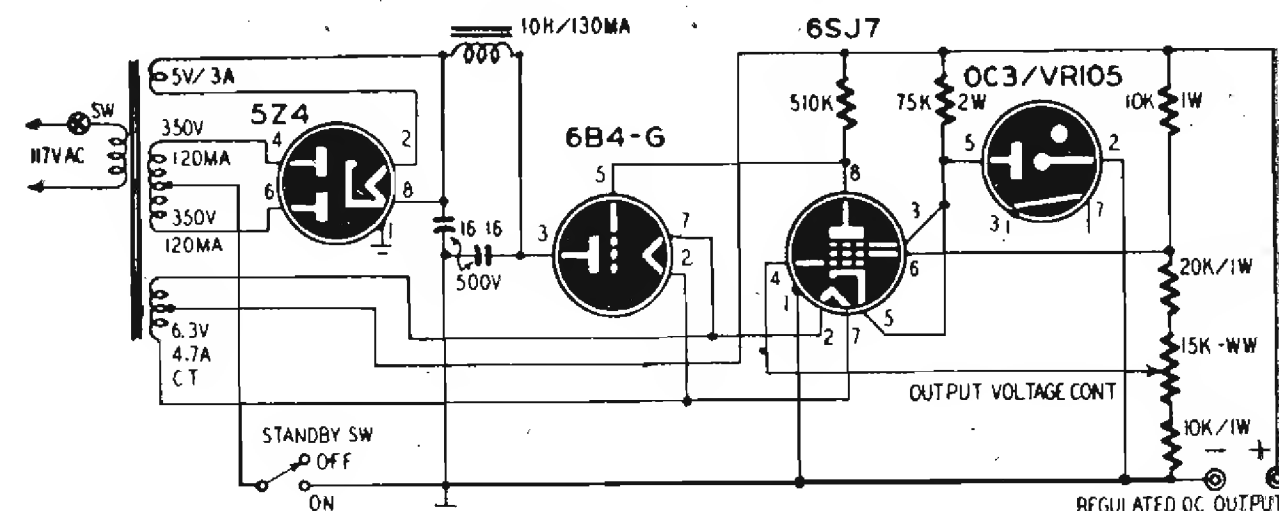 10H/130MA
6SJ7
5V/3A
SW
117VAC
5Z4
350V
120MA
350V
120MA
4
6
2
8
1
6B4-G
5
3
7
2
16 16
500V
510K
75K
2W
OC3/VR105
10K
1W
5
2
3
7
8
3
6
4
1
2
7
5
20K/1W
15K-WW
OUTPUT VOLTAGE CONT
10K/1W
6.3V
4.7A
CT
STANDBY SW
OFF
ON
- +
REGULATED DC OUTPUT